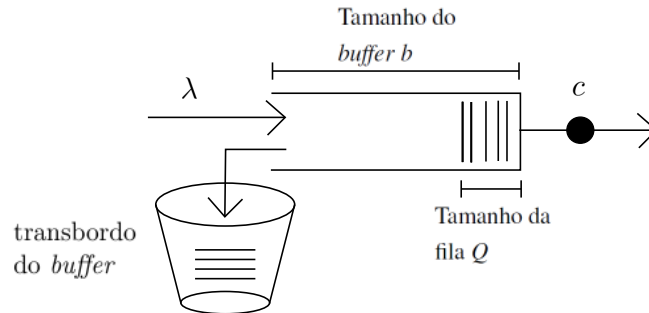 Tamanho do
buffer b
λ
c
Tamanho da
fila Q
transbordo
do buffer